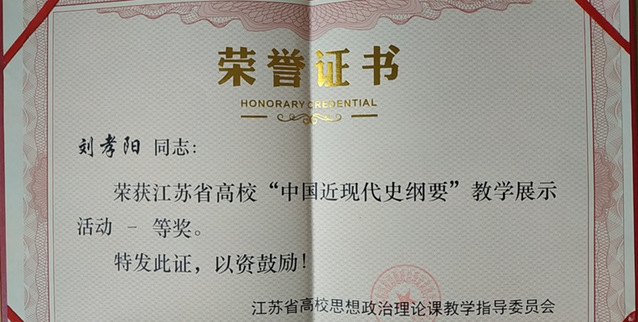 荣誉证书
HONORARY CREDENTIAL
刘孝阳 同志:
荣获江苏省高校“中国近现代史纲要”教学展示
活动 一 等奖。
特发此证，以资鼓励！
江苏省高校思想政治理论课教学指导委员会